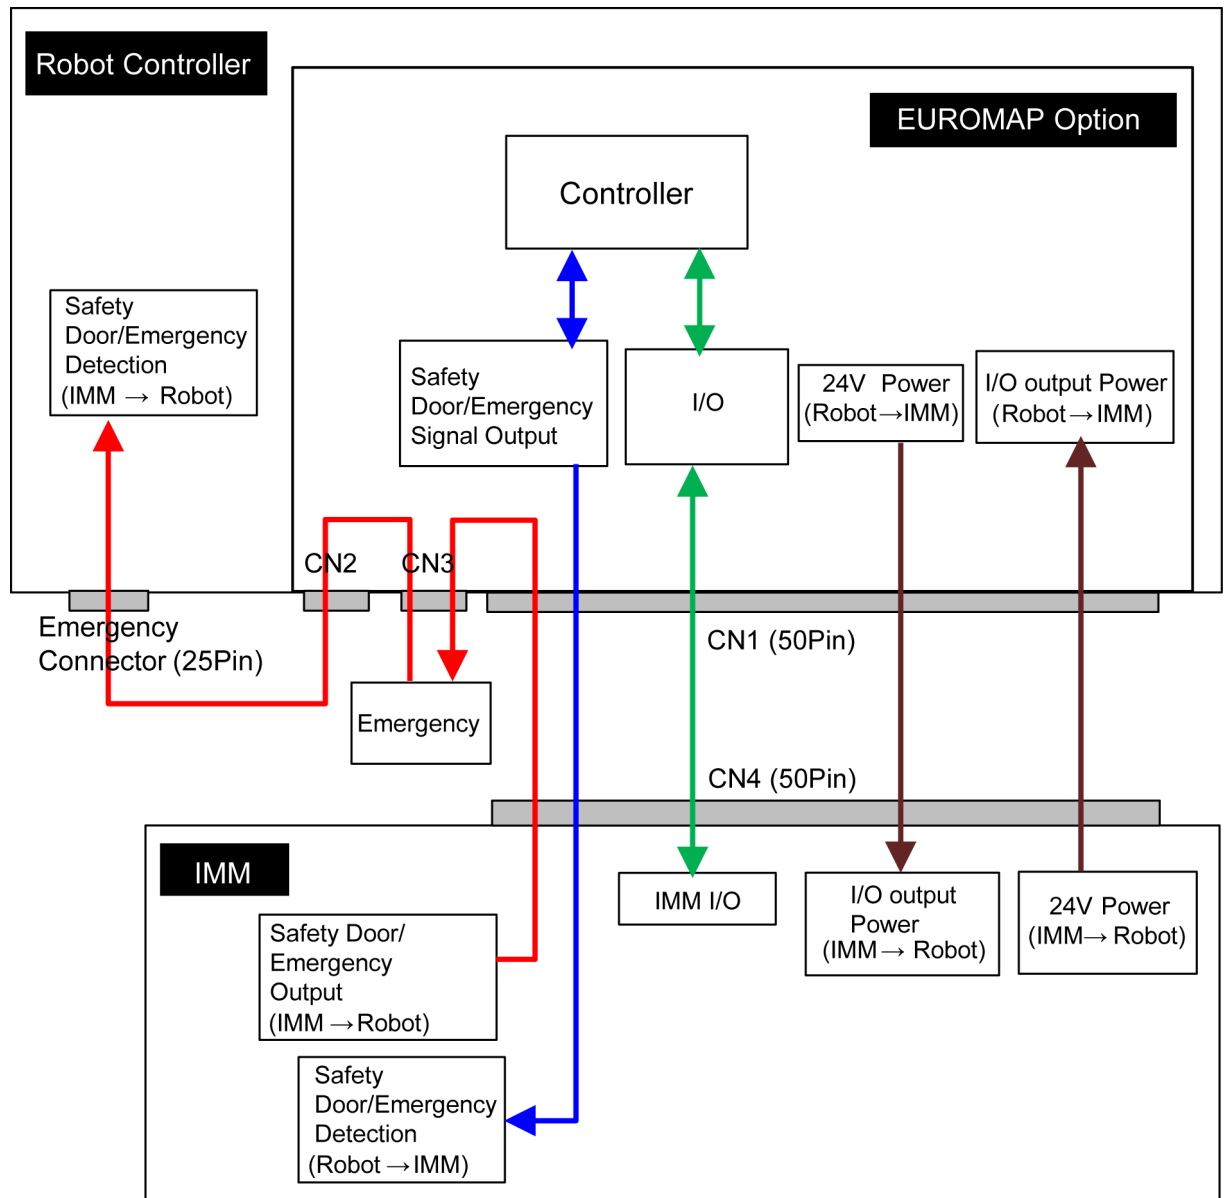 Robot Controller
EUROMAP Option
Controller
Safety
Door/Emergency
Detection
(IMM → Robot)
Safety
Door/Emergency
Signal Output
I/O
24V Power
(Robot→IMM)
I/O output Power
(Robot→IMM)
CN2
CN3
Emergency
Connector (25Pin)
CN1 (50Pin)
Emergency
CN4 (50Pin)
IMM
IMM I/O
I/O output
Power
(IMM→ Robot)
24V Power
(IMM→ Robot)
Safety Door/
Emergency
Output
(IMM →Robot)
Safety
Door/Emergency
Detection
(Robot →IMM)